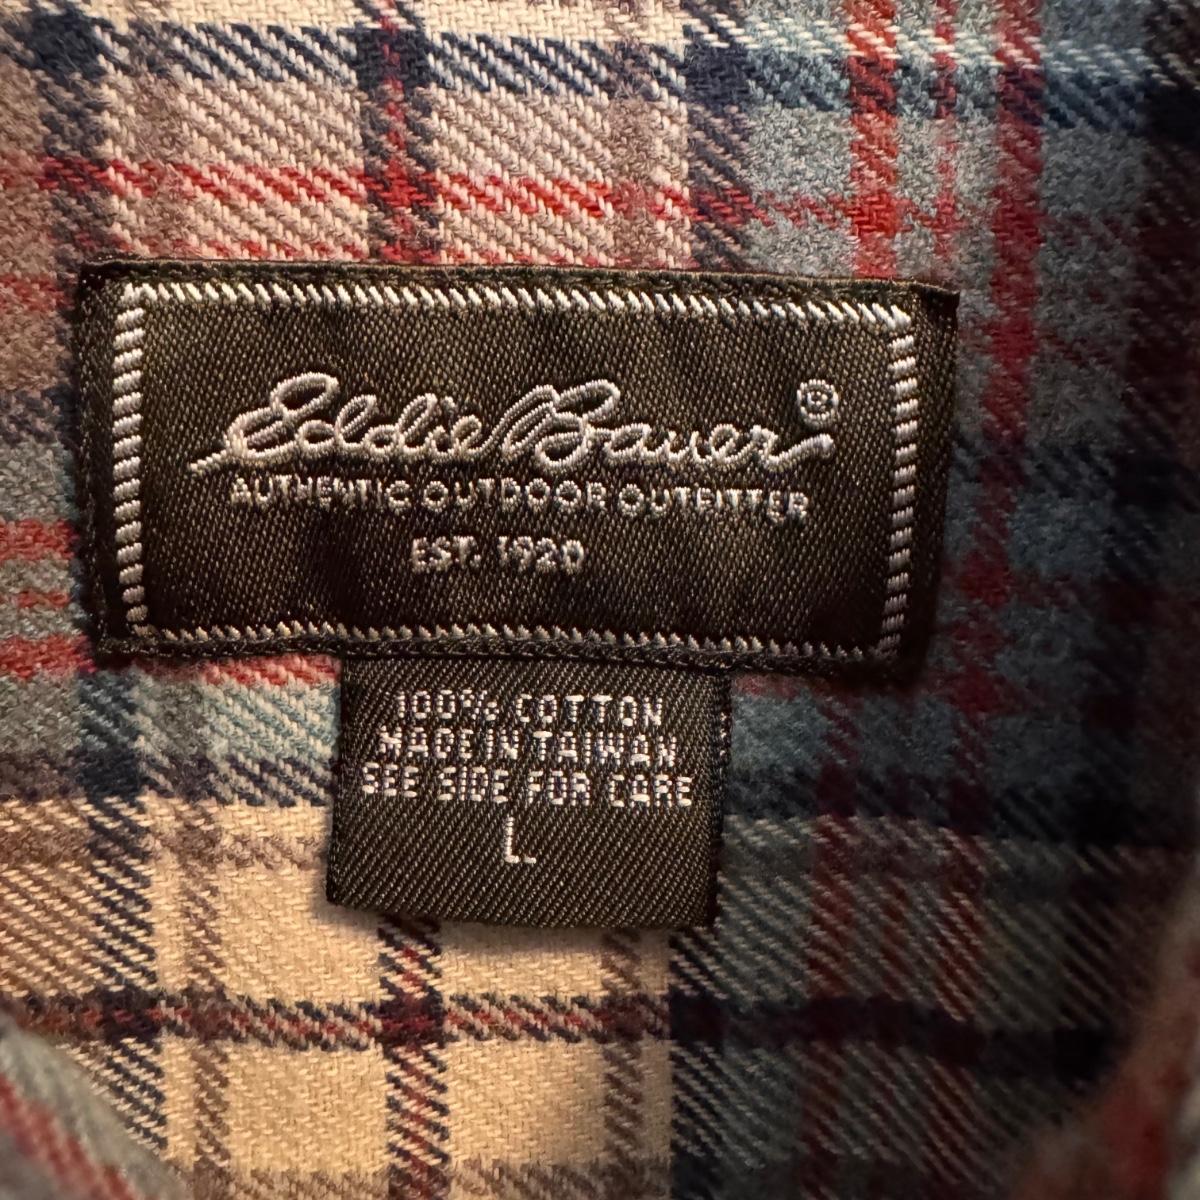 Eddie Bauer®
AUTHENTIC OUTDOOR OUTFITTER
EST. 1920
100% COTTON
MADE IN TAIWAN
SEE SIDE FOR CARE
L